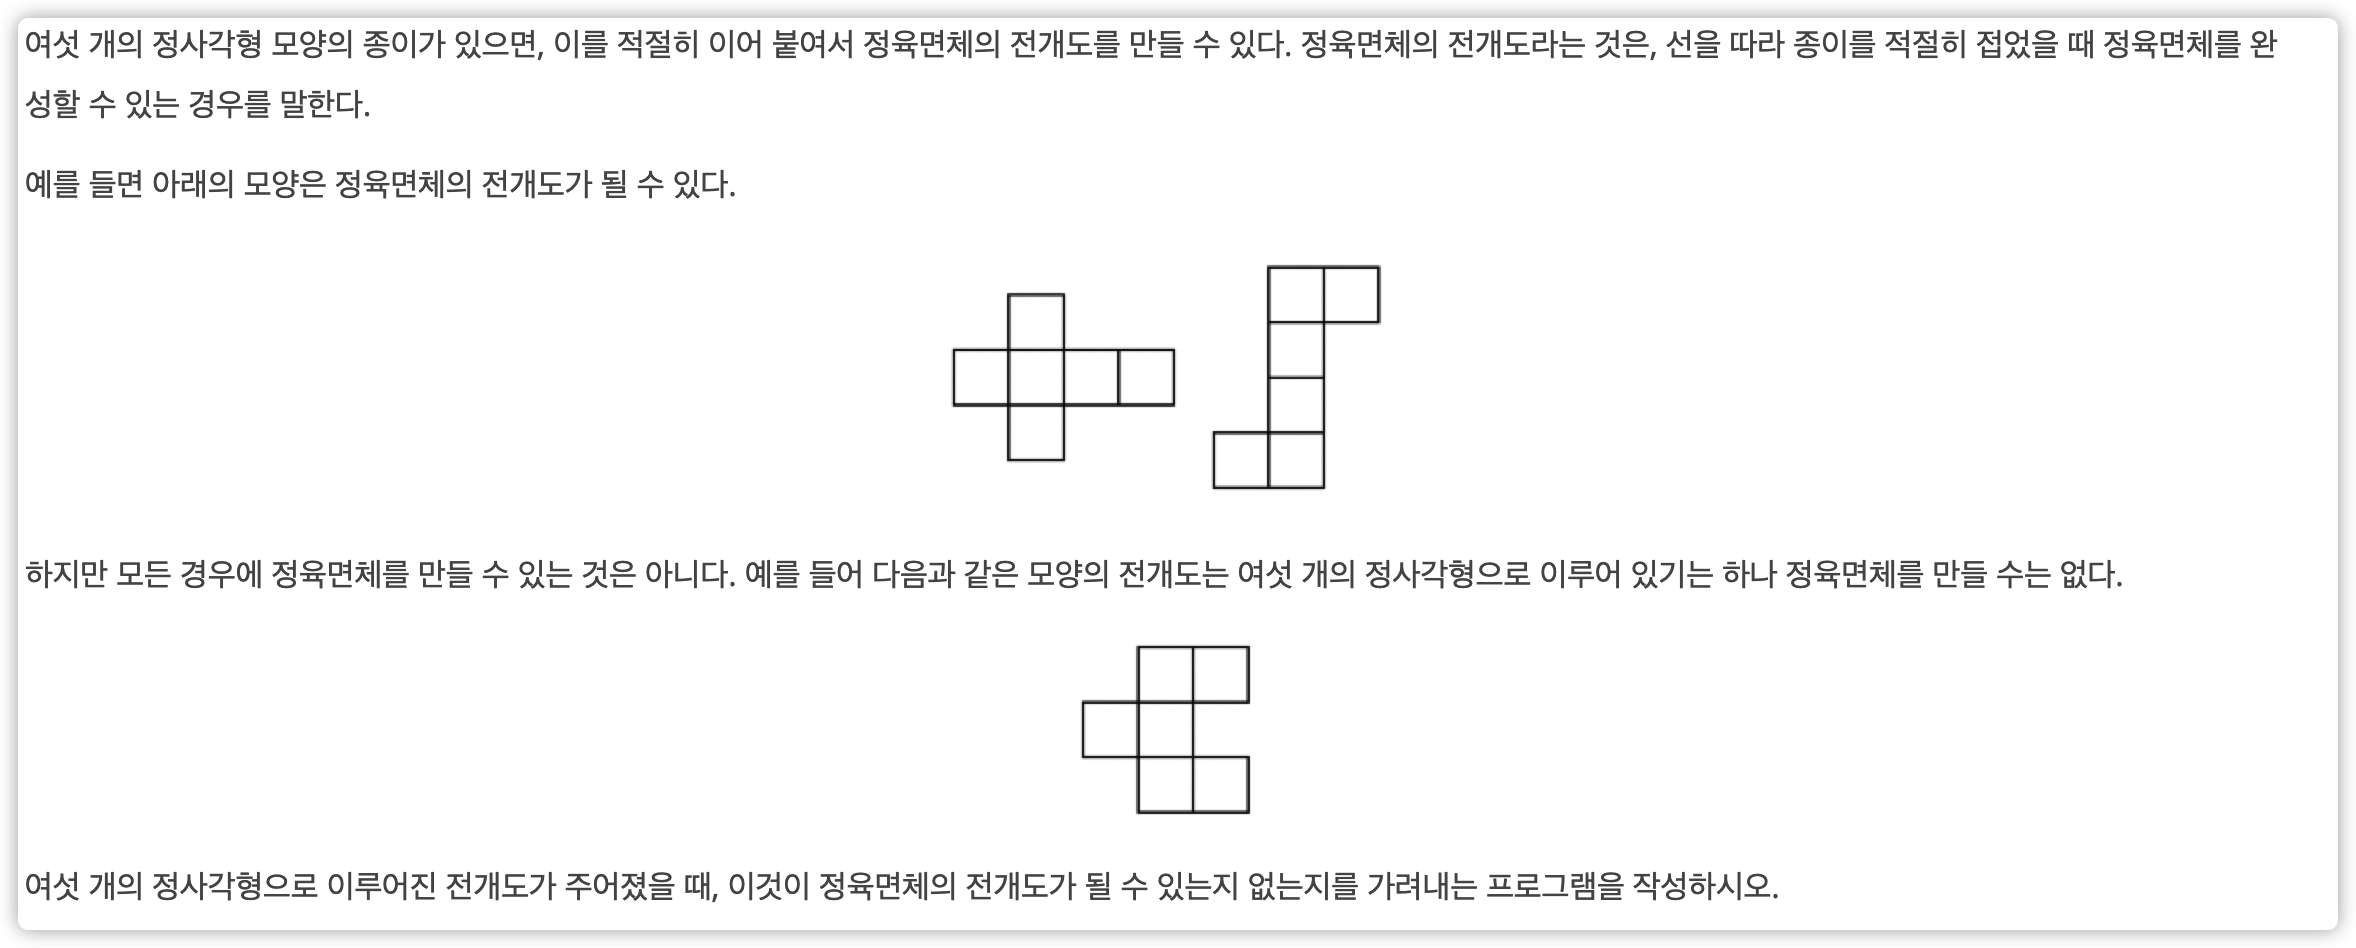 여섯 개의 정사각형 모양의 종이가 있으면, 이를 적절히 이어 붙여서 정육면체의 전개도를 만들 수 있다. 정육면체의 전개도라는 것은, 선을 따라 종이를 적절히 접었을 때 정육면체를 완
성할 수 있는 경우를 말한다.
예를 들면 아래의 모양은 정육면체의 전개도가 될 수 있다.
하지만 모든 경우에 정육면체를 만들 수 있는 것은 아니다. 예를 들어 다음과 같은 모양의 전개도는 여섯 개의 정사각형으로 이루어 있기는 하나 정육면체를 만들 수는 없다.
여섯 개의 정사각형으로 이루어진 전개도가 주어졌을 때, 이것이 정육면체의 전개도가 될 수 있는지 없는지를 가려내는 프로그램을 작성하시오.